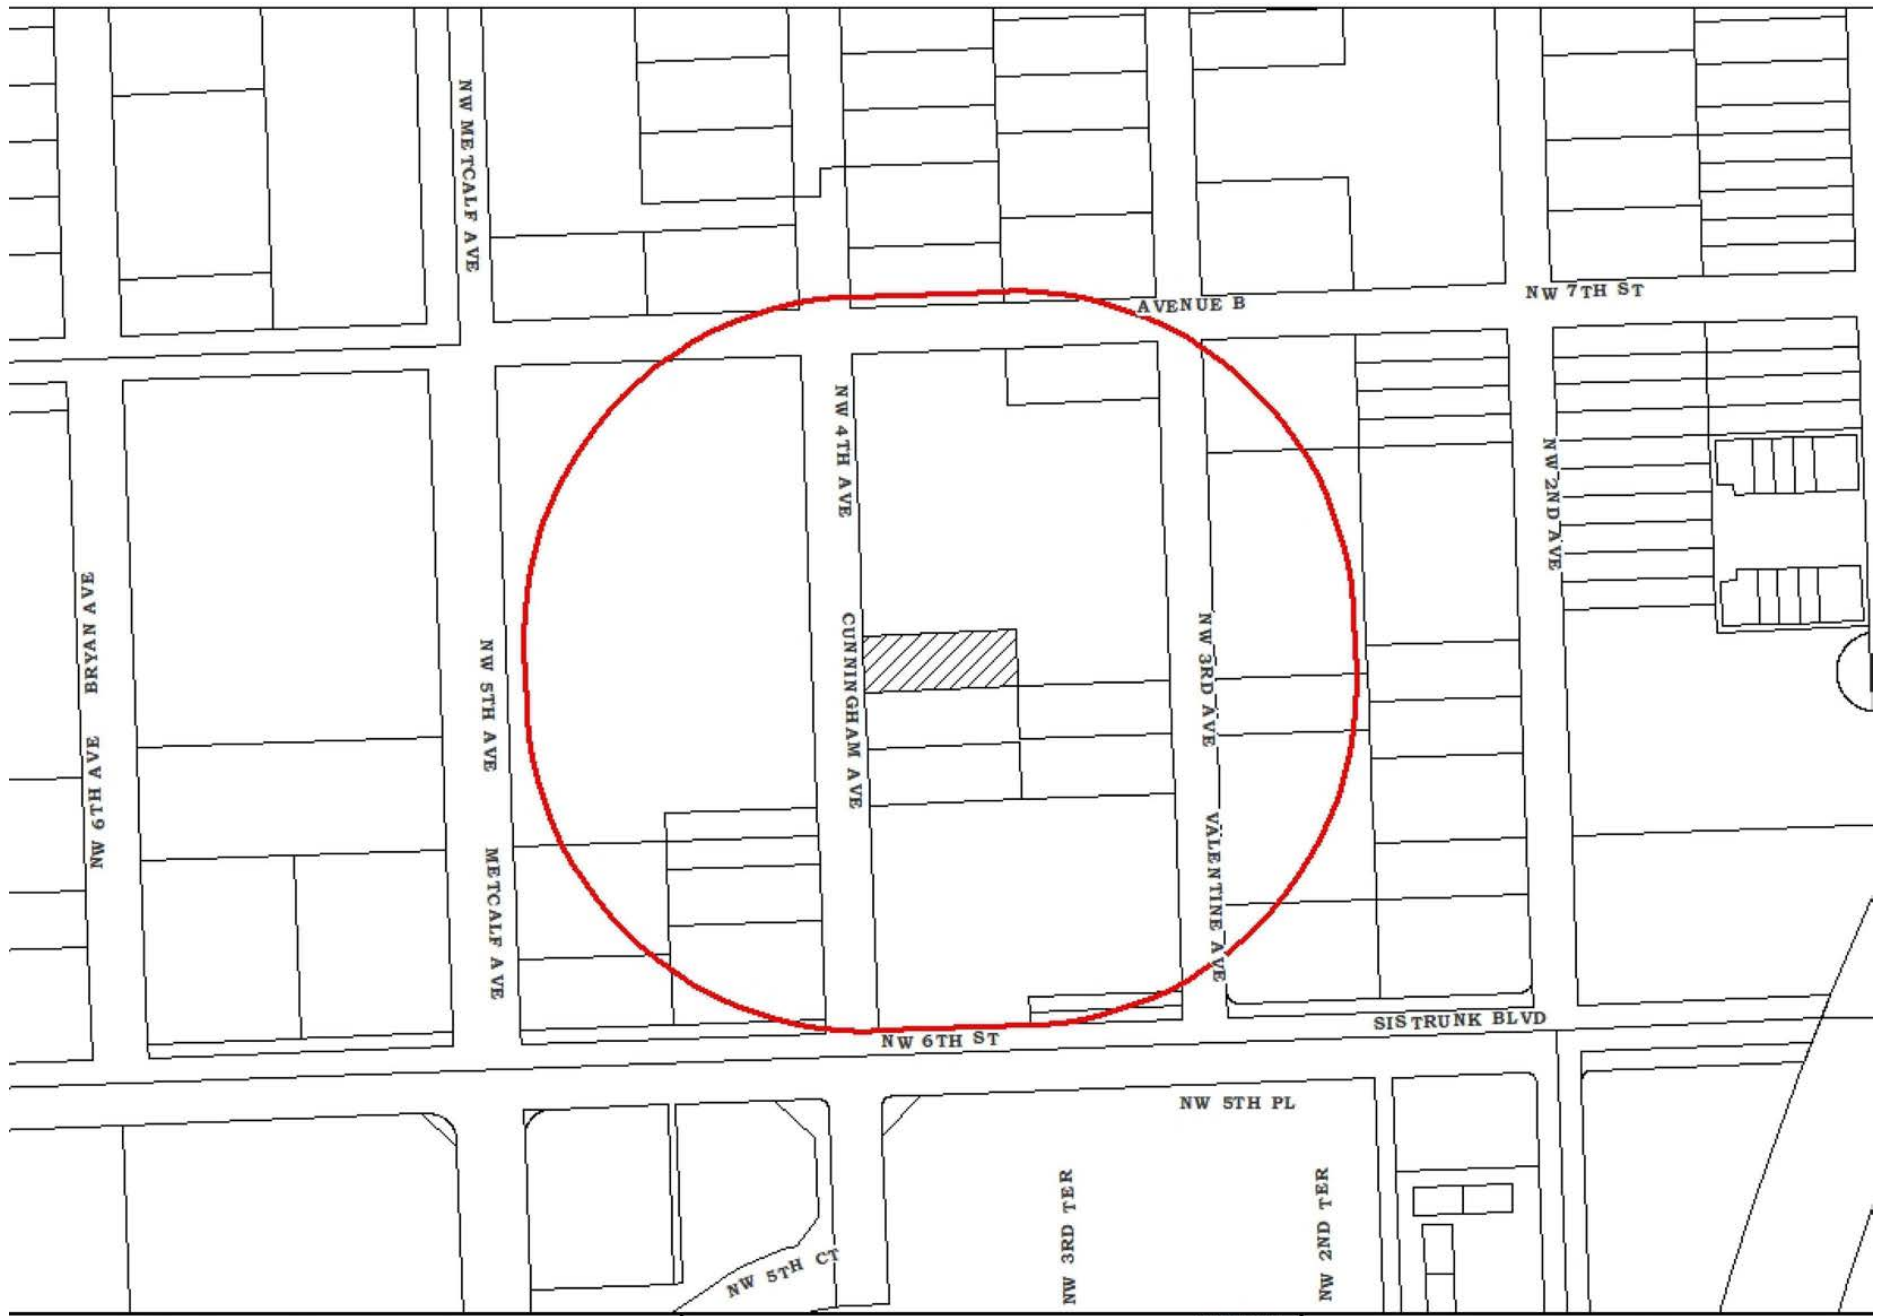 NW METCALF AVE
AVENUE B
NW 7TH ST
NW 4TH AVE
NW 2ND AVE
BRYAN AVE
CUNNINGHAM AVE
NW 3RD AVE
NW 5TH AVE
NW 6TH AVE
VALENTINE AVE
METCALF AVE
SISTRUNK BLVD
NW 6TH ST
NW 5TH PL
NW 3RD TER
NW 2ND TER
NW 5TH CT